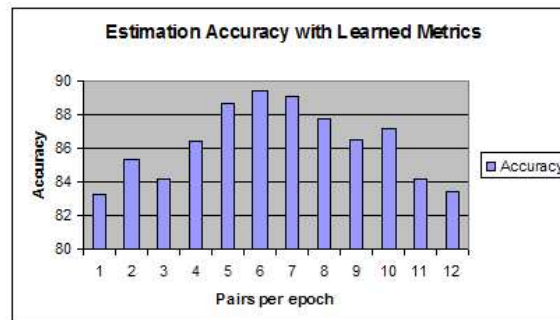 Estimation Accuracy with Learned Metrics
90
88
86
84
82
80
Accuracy
1 2 3 4 5 6 7 8 9 10 11 12
Pairs per epoch
Accuracy